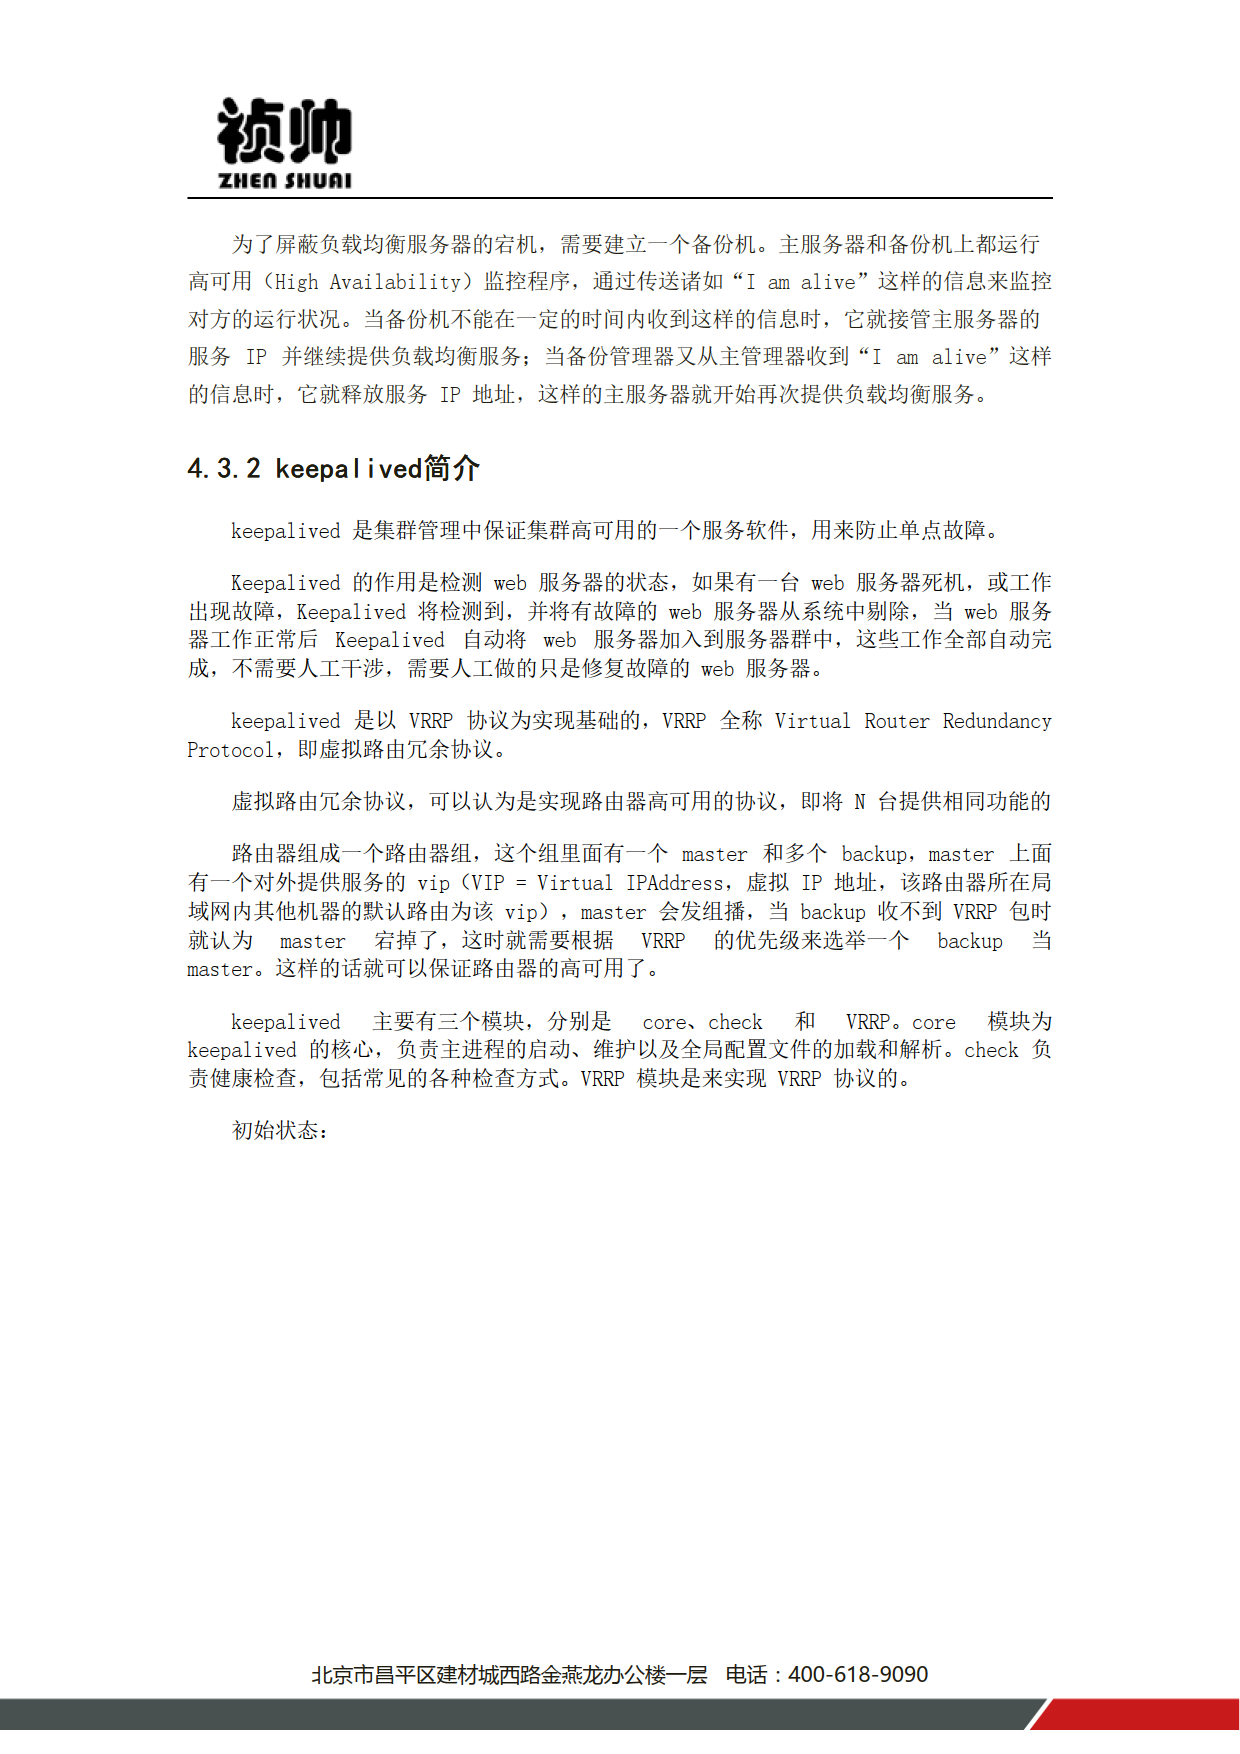 祯帅
ZHEN SHUAI
为了屏蔽负载均衡服务器的宕机，需要建立一个备份机。主服务器和备份机上都运行
高可用（High Availability）监控程序，通过传送诸如“I am alive”这样的信息来监控
对方的运行状况。当备份机不能在一定的时间内收到这样的信息时，它就接管主服务器的
服务 IP 并继续提供负载均衡服务；当备份管理器又从主管理器收到“I am alive”这样
的信息时，它就释放服务 IP 地址，这样的主服务器就开始再次提供负载均衡服务。
4.3.2 keepalived简介
keepalived 是集群管理中保证集群高可用的一个服务软件，用来防止单点故障。
Keepalived 的作用是检测 web 服务器的状态，如果有一台 web 服务器死机，或工作
出现故障，Keepalived 将检测到，并将有故障的 web 服务器从系统中剔除，当 web 服务
器工作正常后 Keepalived 自动将 web 服务器加入到服务器群中，这些工作全部自动完
成，不需要人工干涉，需要人工做的只是修复故障的 web 服务器。
keepalived 是以 VRRP 协议为实现基础的，VRRP 全称 Virtual Router Redundancy
Protocol，即虚拟路由冗余协议。
虚拟路由冗余协议，可以认为是实现路由器高可用的协议，即将 N 台提供相同功能的
路由器组成一个路由器组，这个组里面有一个 master 和多个 backup，master 上面
有一个对外提供服务的 vip（VIP = Virtual IPAddress，虚拟 IP 地址，该路由器所在局
域网内其他机器的默认路由为该 vip），master 会发组播，当 backup 收不到 VRRP 包时
就认为 master 宕掉了，这时就需要根据 VRRP 的优先级来选举一个 backup 当
master。这样的话就可以保证路由器的高可用了。
keepalived 主要有三个模块，分别是 core、check 和 VRRP。core 模块为
keepalived 的核心，负责主进程的启动、维护以及全局配置文件的加载和解析。check 负
责健康检查，包括常见的各种检查方式。VRRP 模块是来实现 VRRP 协议的。
初始状态：
北京市昌平区建材城西路金燕龙办公楼一层 电话：400-618-9090